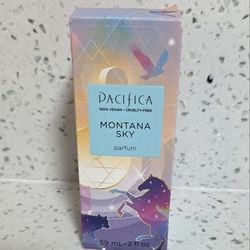 PACIFICA
100% VEGAN • CRUELTY-FREE
MONTANA
SKY
parfum
59 mL • 2 fl oz